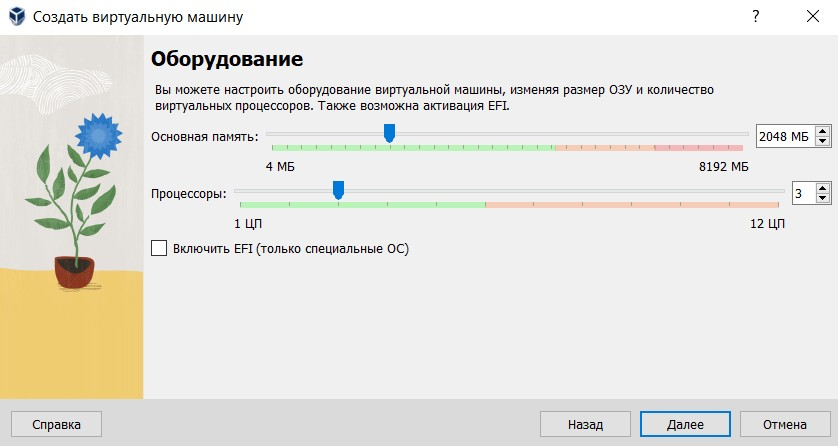 Создать виртуальную машину
?
Оборудование
Вы можете настроить оборудование виртуальной машины, изменяя размер ОЗУ и количество
виртуальных процессоров. Также возможна активация EFI.
Основная память:
2048 МБ
4 МБ
8192 МБ
Процессоры:
3
1 ЦП
12 ЦП
Включить EFI (только специальные ОС)
Справка
Назад
Далее
Отмена